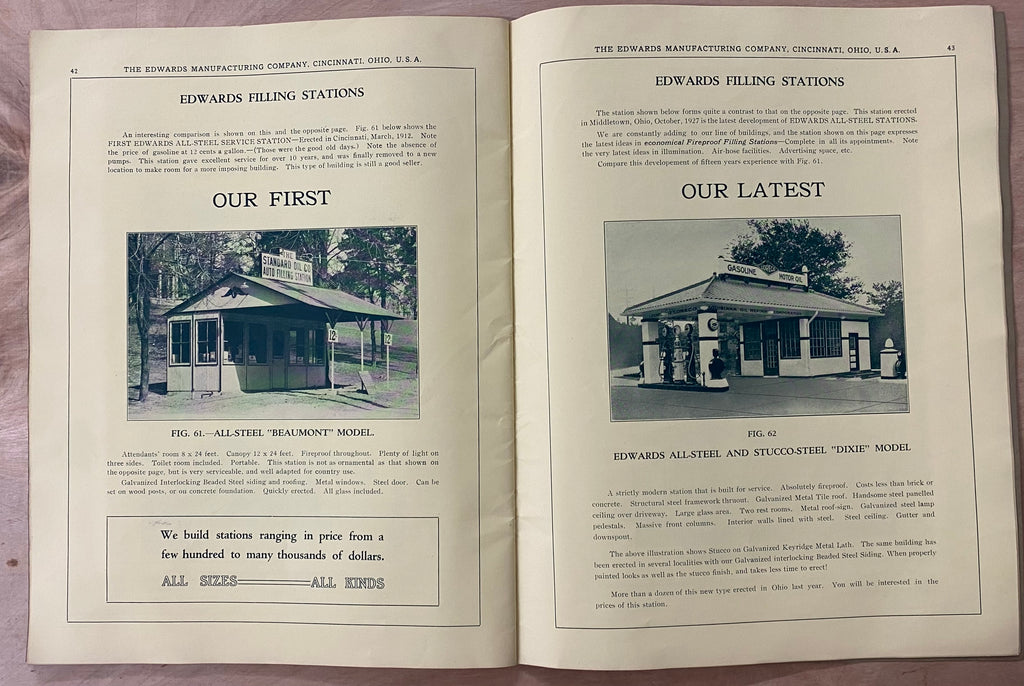 42
THE EDWARDS MANUFACTURING COMPANY, CINCINNATI, OHIO, U.S.A.
EDWARDS FILLING STATIONS
An interesting comparison is shown on this and the opposite page. Fig. 61 below shows the
FIRST EDWARDS ALL-STEEL SERVICE STATION—Erected in Cincinnati, March, 1912. Note
the price of gasoline at 12 cents a gallon.—(Those were the good old days.) Note the absence of
pumps. This station gave excellent service for over 10 years, and was finally removed to a new
location to make room for a more imposing building. This type of building is still a good seller.
OUR FIRST
THE
STANDARD OIL CO
AUTO FILLING STATION
12
12
FIG. 61.—ALL-STEEL "BEAUMONT" MODEL.
Attendants' room 8 x 24 feet. Canopy 12 x 24 feet. Fireproof throughout. Plenty of light on
three sides. Toilet room included. Portable. This station is not as ornamental as that shown on
the opposite page, but is very serviceable, and well adapted for country use.
Galvanized Interlocking Beaded Steel siding and roofing. Metal windows. Steel door. Can be
set on wood posts, or ou concrete foundation. Quickly erected. All glass included.
We build stations ranging in price from a
few hundred to many thousands of dollars.
ALL SIZES———ALL KINDS
THE EDWARDS MANUFACTURING COMPANY, CINCINNATI, OHIO, U.S.A.
43
EDWARDS FILLING STATIONS
The station shown below forms quite a contrast to that on the opposite page. This station erected
in Middletown, Ohio, October, 1927 is the latest development of EDWARDS ALL-STEEL STATIONS.
We are constantly adding to our line of buildings, and the station shown on this page expresses
the latest ideas in economical Fireproof Filling Stations—Complete in all its appointments. Note
the very latest ideas in illumination. Air-hose facilities. Advertising space, etc.
Compare this developement of fifteen years experience with Fig. 61.
OUR LATEST
GASOLINE MOTOR OIL
FIG. 62
EDWARDS ALL-STEEL AND STUCCO-STEEL "DIXIE" MODEL
A strictly modern station that is built for service. Absolutely fireproof. Costs less than brick or
concrete. Structural steel framework thruout. Galvanized Metal Tile roof. Handsome steel panelled
ceiling over driveway. Large glass area. Two rest rooms. Metal roof-sign. Galvanized steel lamp
pedestals. Massive front columns. Interior walls lined with steel. Steel ceiling. Gutter and
downspout.
The above illustration shows Stucco on Galvanized Keyridge Metal Lath. The same building has
been erected in several localities with our Galvanized interlocking Beaded Steel Siding. When properly
painted looks as well as the stucco finish, and takes less time to erect!
More than a dozen of this new type erected in Ohio last year. You will be interested in the
prices of this station.